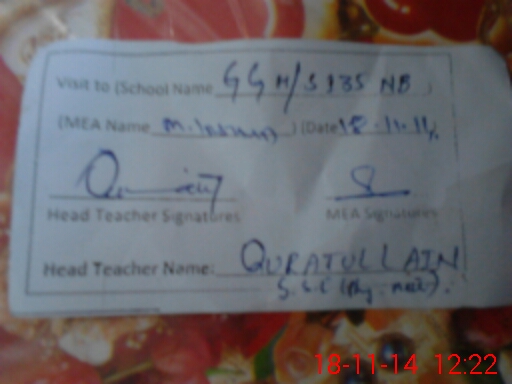 Visit to (School Name GGH/S 135 NB )
(MEA Name ) (Date 18-11-14
Head Teacher Signatures MEA Signatures
Head Teacher Name: QURATULLAIN
18-11-14 12:22